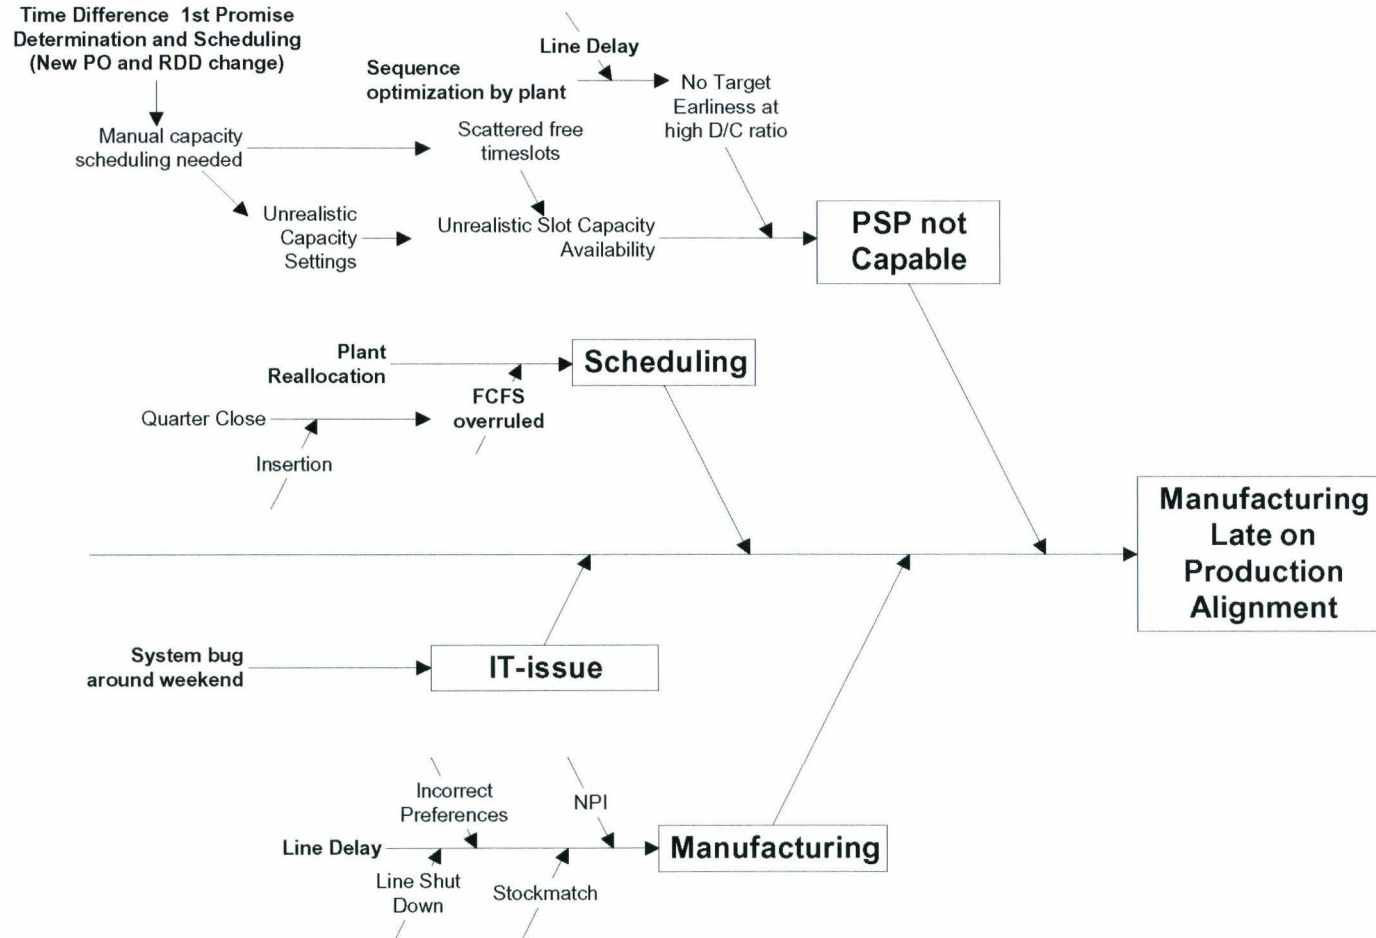 Time Difference 1st Promise
Determination and Scheduling
(New PO and RDD change)
Line Delay
Sequence
optimization by plant
No Target
Earliness at
high D/C ratio
Manual capacity
scheduling needed
Scattered free
timeslots
Unrealistic
Capacity
Settings
Unrealistic Slot Capacity
Availability
PSP not
Capable
Plant
Reallocation
Scheduling
Quarter Close
FCFS
overruled
Insertion
Manufacturing
Late on
Production
Alignment
System bug
around weekend
IT-issue
Incorrect
Preferences
NPI
Line Delay
Manufacturing
Line Shut
Down
Stockmatch